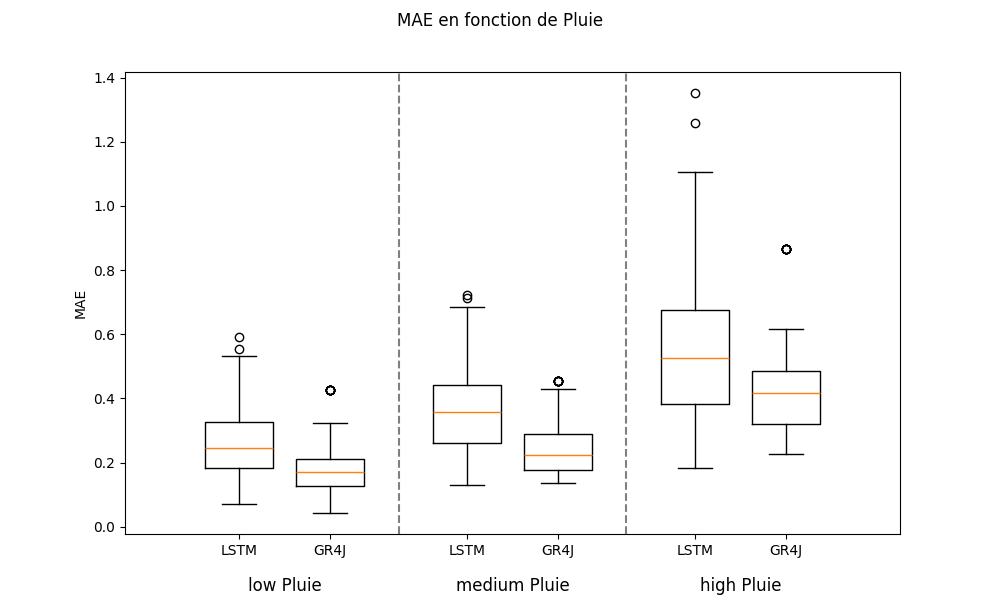 MAE en fonction de Pluie
MAE
1.4
1.2
1.0
0.8
0.6
0.4
0.2
0.0
LSTM GR4J LSTM GR4J LSTM GR4J
low Pluie medium Pluie high Pluie